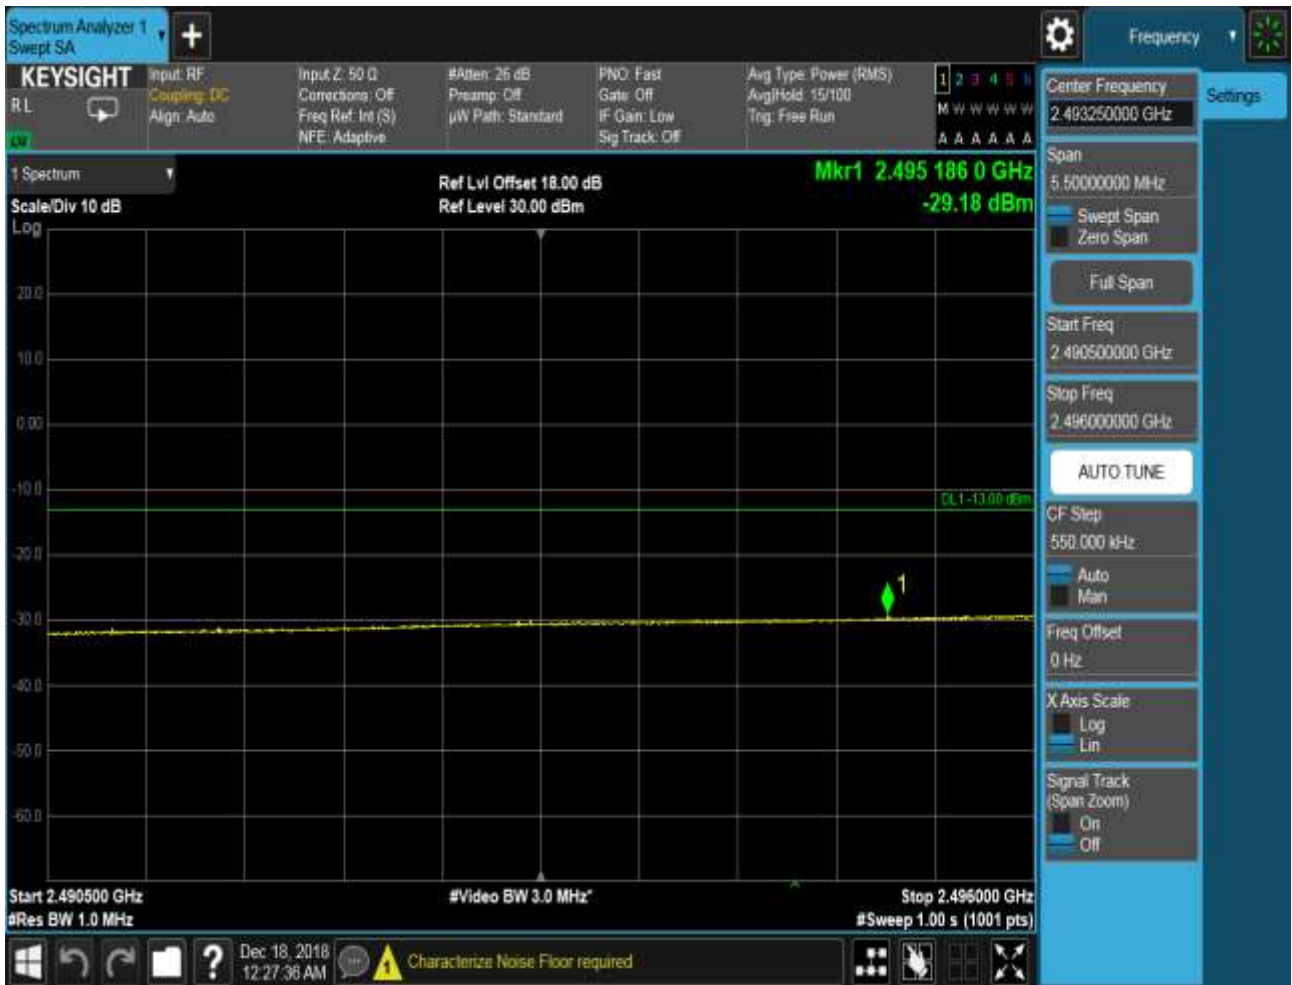 Spectrum Analyzer 1
Swept SA
Frequency
KEYSIGHT
R L
Input: RF
Coupling: DC
Align: Auto
Input Z: 50 Ω
Corrections: Off
Freq Ref: Int (S)
NFE: Adaptive
#Atten: 26 dB
Preamp: Off
µW Path: Standard
PNO: Fast
Gate: Off
IF Gain: Low
Sig Track: Off
Avg Type: Power (RMS)
Avg|Hold: 15/100
Trig: Free Run
1 2 3 4 5 6
M W W W W W
A A A A A A
1 Spectrum
Scale/Div 10 dB
Log
Ref Lvl Offset 18.00 dB
Ref Level 30.00 dBm
Mkr1 2.495 186 0 GHz
-29.18 dBm
20.0
10.0
0.00
-10.0
DL1 -13.00 dBm
-20.0
1
-30.0
-40.0
-50.0
-60.0
Start 2.490500 GHz
#Video BW 3.0 MHz*
Stop 2.496000 GHz
#Res BW 1.0 MHz
#Sweep 1.00 s (1001 pts)
Center Frequency
2.493250000 GHz
Settings
Span
5.50000000 MHz
Swept Span
Zero Span
Full Span
Start Freq
2.490500000 GHz
Stop Freq
2.496000000 GHz
AUTO TUNE
CF Step
550.000 kHz
Auto
Man
Freq Offset
0 Hz
X Axis Scale
Log
Lin
Signal Track
(Span Zoom)
On
Off
?
Dec 18, 2018
12:27:36 AM
1
Characterize Noise Floor required